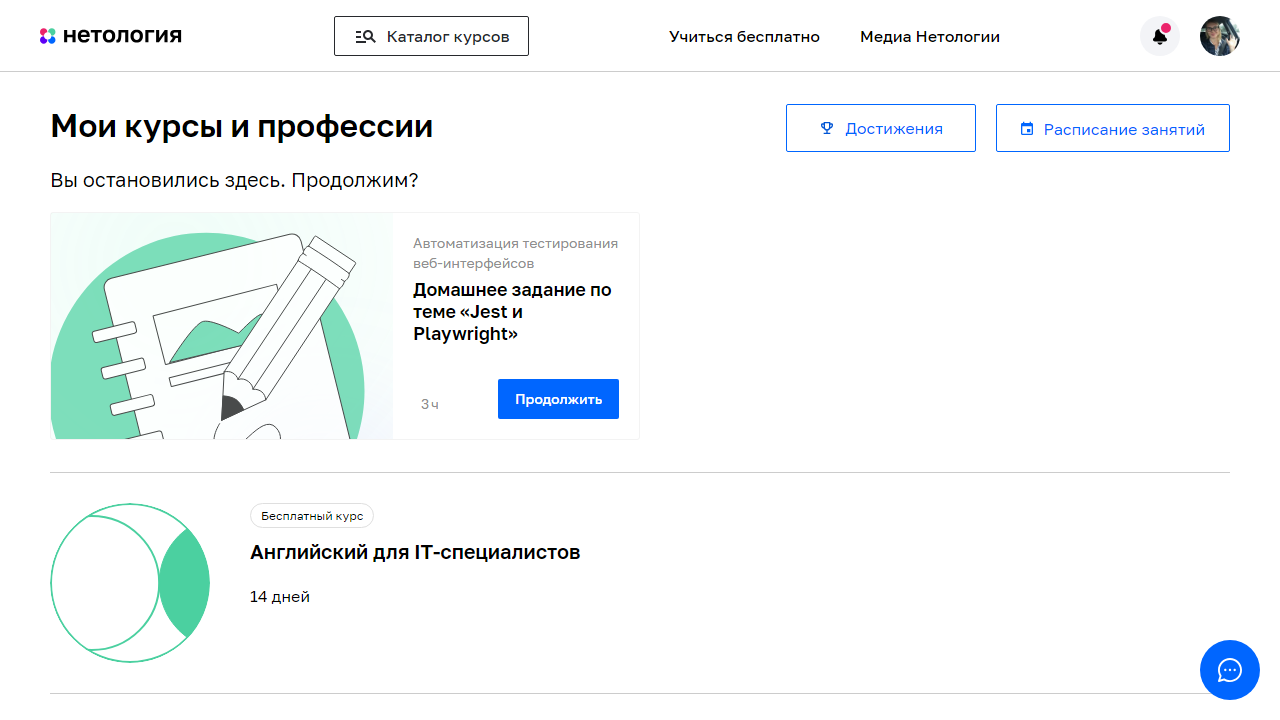 нетология
Каталог курсов
Учиться бесплатно
Медиа Нетологии
Мои курсы и профессии
Достижения
Расписание занятий
Вы остановились здесь. Продолжим?
Автоматизация тестирования
веб-интерфейсов
Домашнее задание по
теме «Jest и
Playwright»
3 ч
Продолжить
Бесплатный курс
Английский для IT-специалистов
14 дней